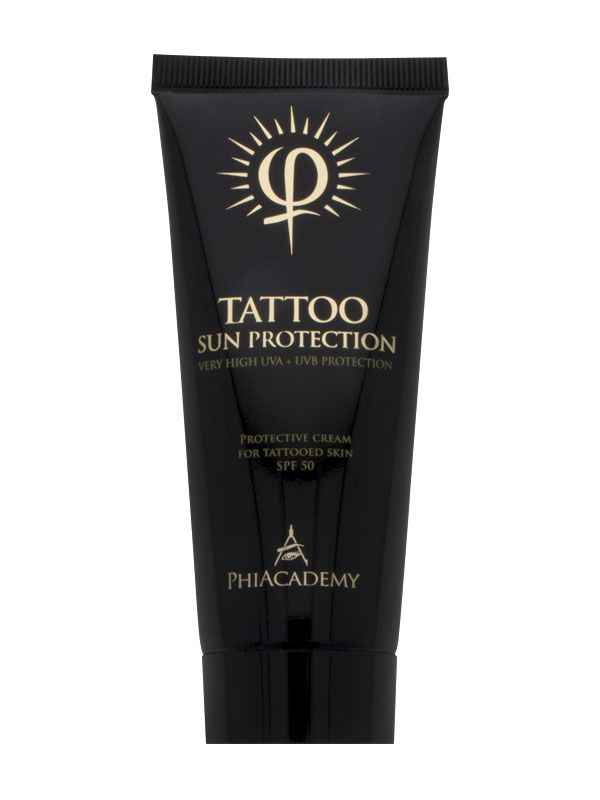 φ
TATTOO
SUN PROTECTION
VERY HIGH UVA + UVB PROTECTION
PROTECTIVE CREAM
FOR TATTOOED SKIN
SPF 50
PHIACADEMY